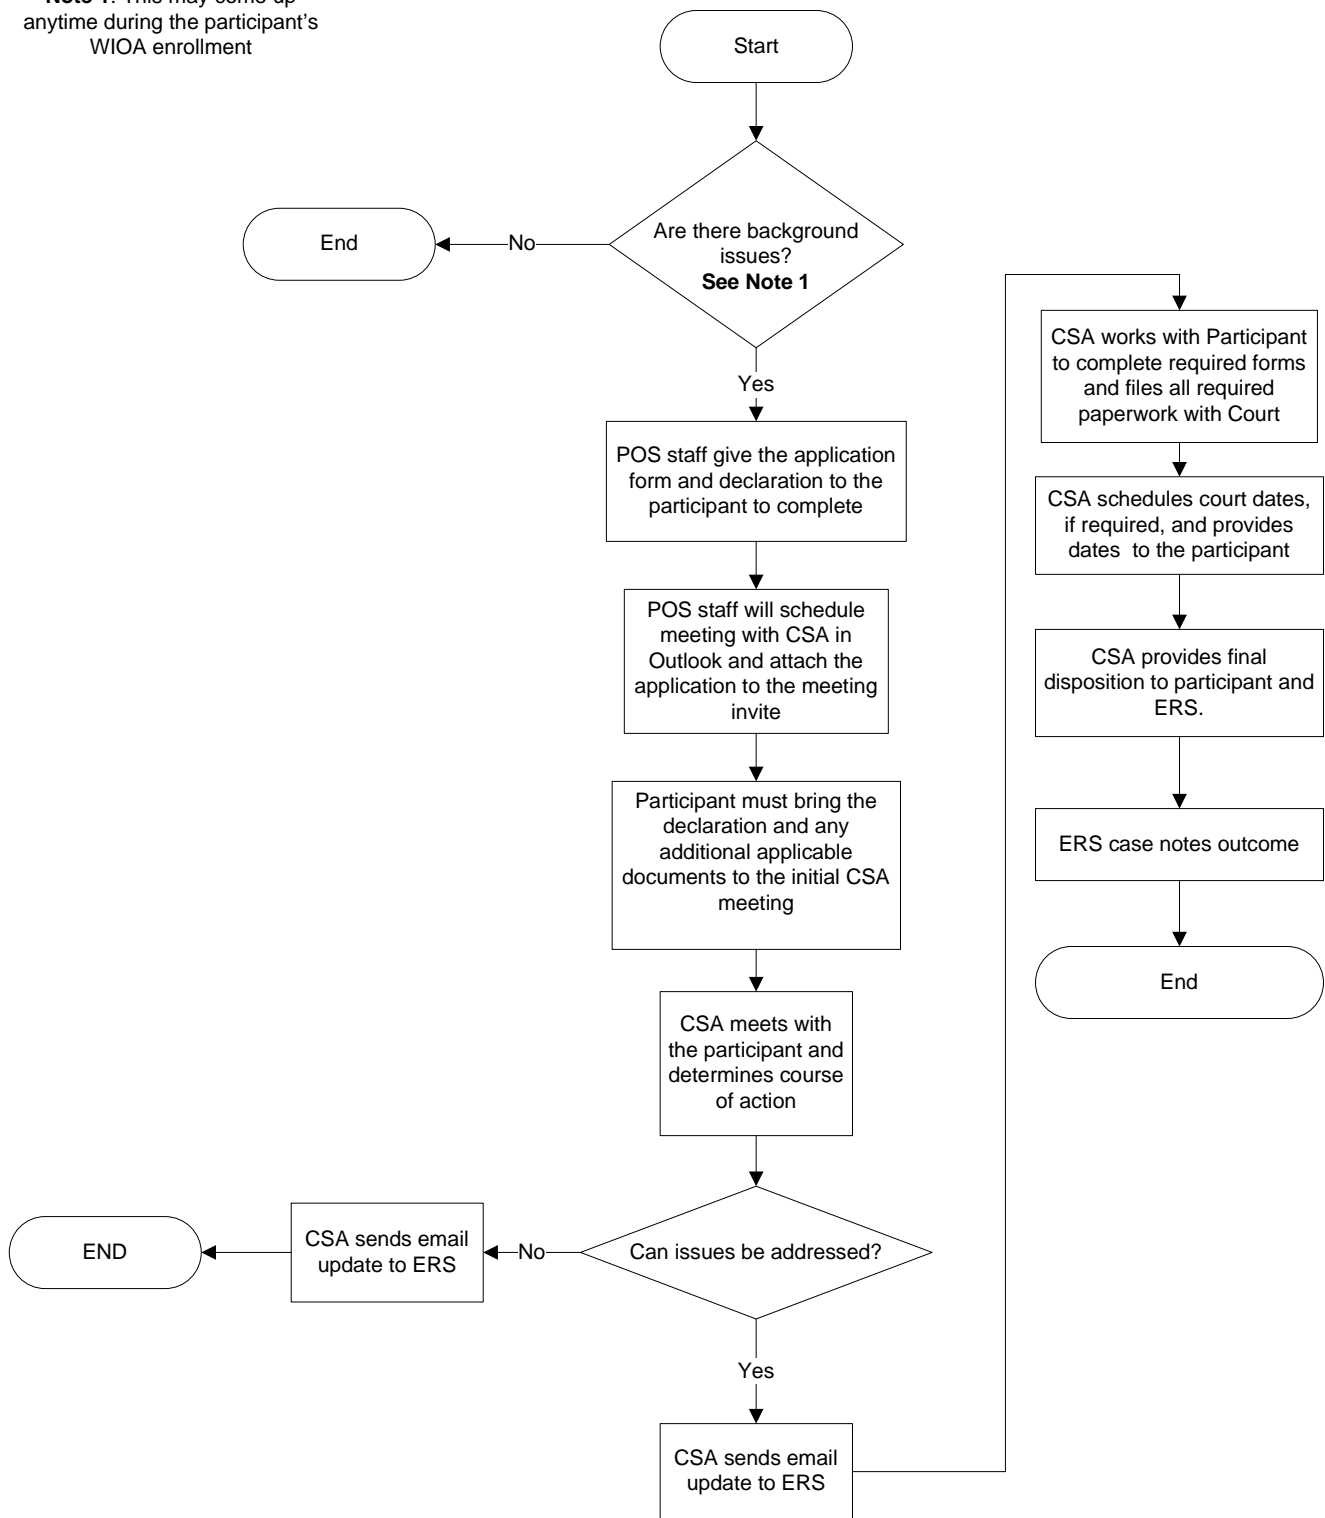 Note 1: This may come up
anytime during the participant's
WIOA enrollment
Start
Are there background
issues?
See Note 1
No
End
Yes
POS staff give the application
form and declaration to the
participant to complete
POS staff will schedule
meeting with CSA in
Outlook and attach the
application to the meeting
invite
Participant must bring the
declaration and any
additional applicable
documents to the initial CSA
meeting
CSA meets with
the participant and
determines course
of action
Can issues be addressed?
No
CSA sends email
update to ERS
END
Yes
CSA sends email
update to ERS
CSA works with Participant
to complete required forms
and files all required
paperwork with Court
CSA schedules court dates,
if required, and provides
dates  to the participant
CSA provides final
disposition to participant and
ERS.
ERS case notes outcome
End